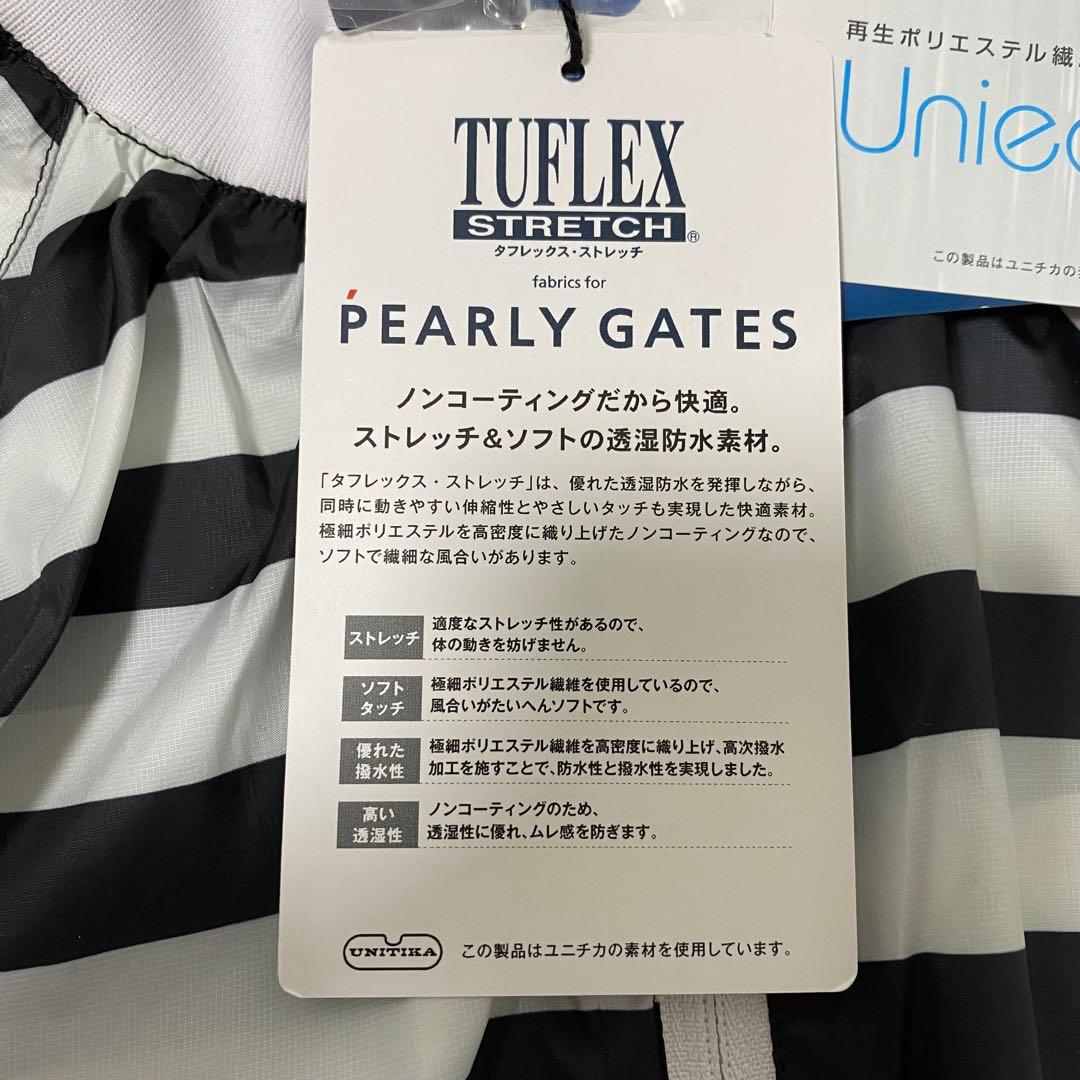 TUFLEX
STRETCH®
タフレックス・ストレッチ
fabrics for
PEARLY GATES
ノンコーティングだから快適。
ストレッチ&ソフトの透湿防水素材。
「タフレックス・ストレッチ」は、優れた透湿防水を発揮しながら、
同時に動きやすい伸縮性とやさしいタッチも実現した快適素材。
極細ポリエステルを高密度に織り上げたノンコーティングなので、
ソフトで繊細な風合いがあります。
ストレッチ
適度なストレッチ性があるので、
体の動きを妨げません。
ソフト
タッチ
極細ポリエステル繊維を使用しているので、
風合いがたいへんソフトです。
優れた
撥水性
極細ポリエステル繊維を高密度に織り上げ、高次撥水
加工を施すことで、防水性と撥水性を実現しました。
高い
透湿性
ノンコーティングのため、
透湿性に優れ、ムレ感を防ぎます。
UNITIKA
この製品はユニチカの素材を使用しています。
再生ポリエステル繊
Unie
この製品はユニチカの